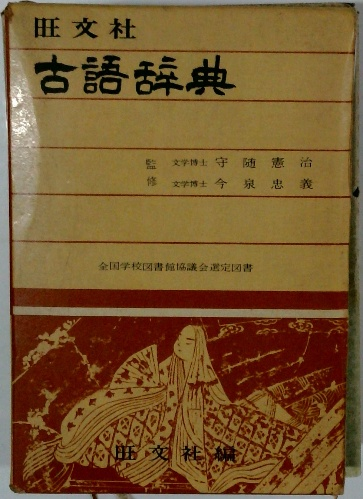 旺文社
古語辞典
監修 文学博士 守随憲治
文学博士 今泉忠義
全国学校図書館協議会選定図書
旺文社編